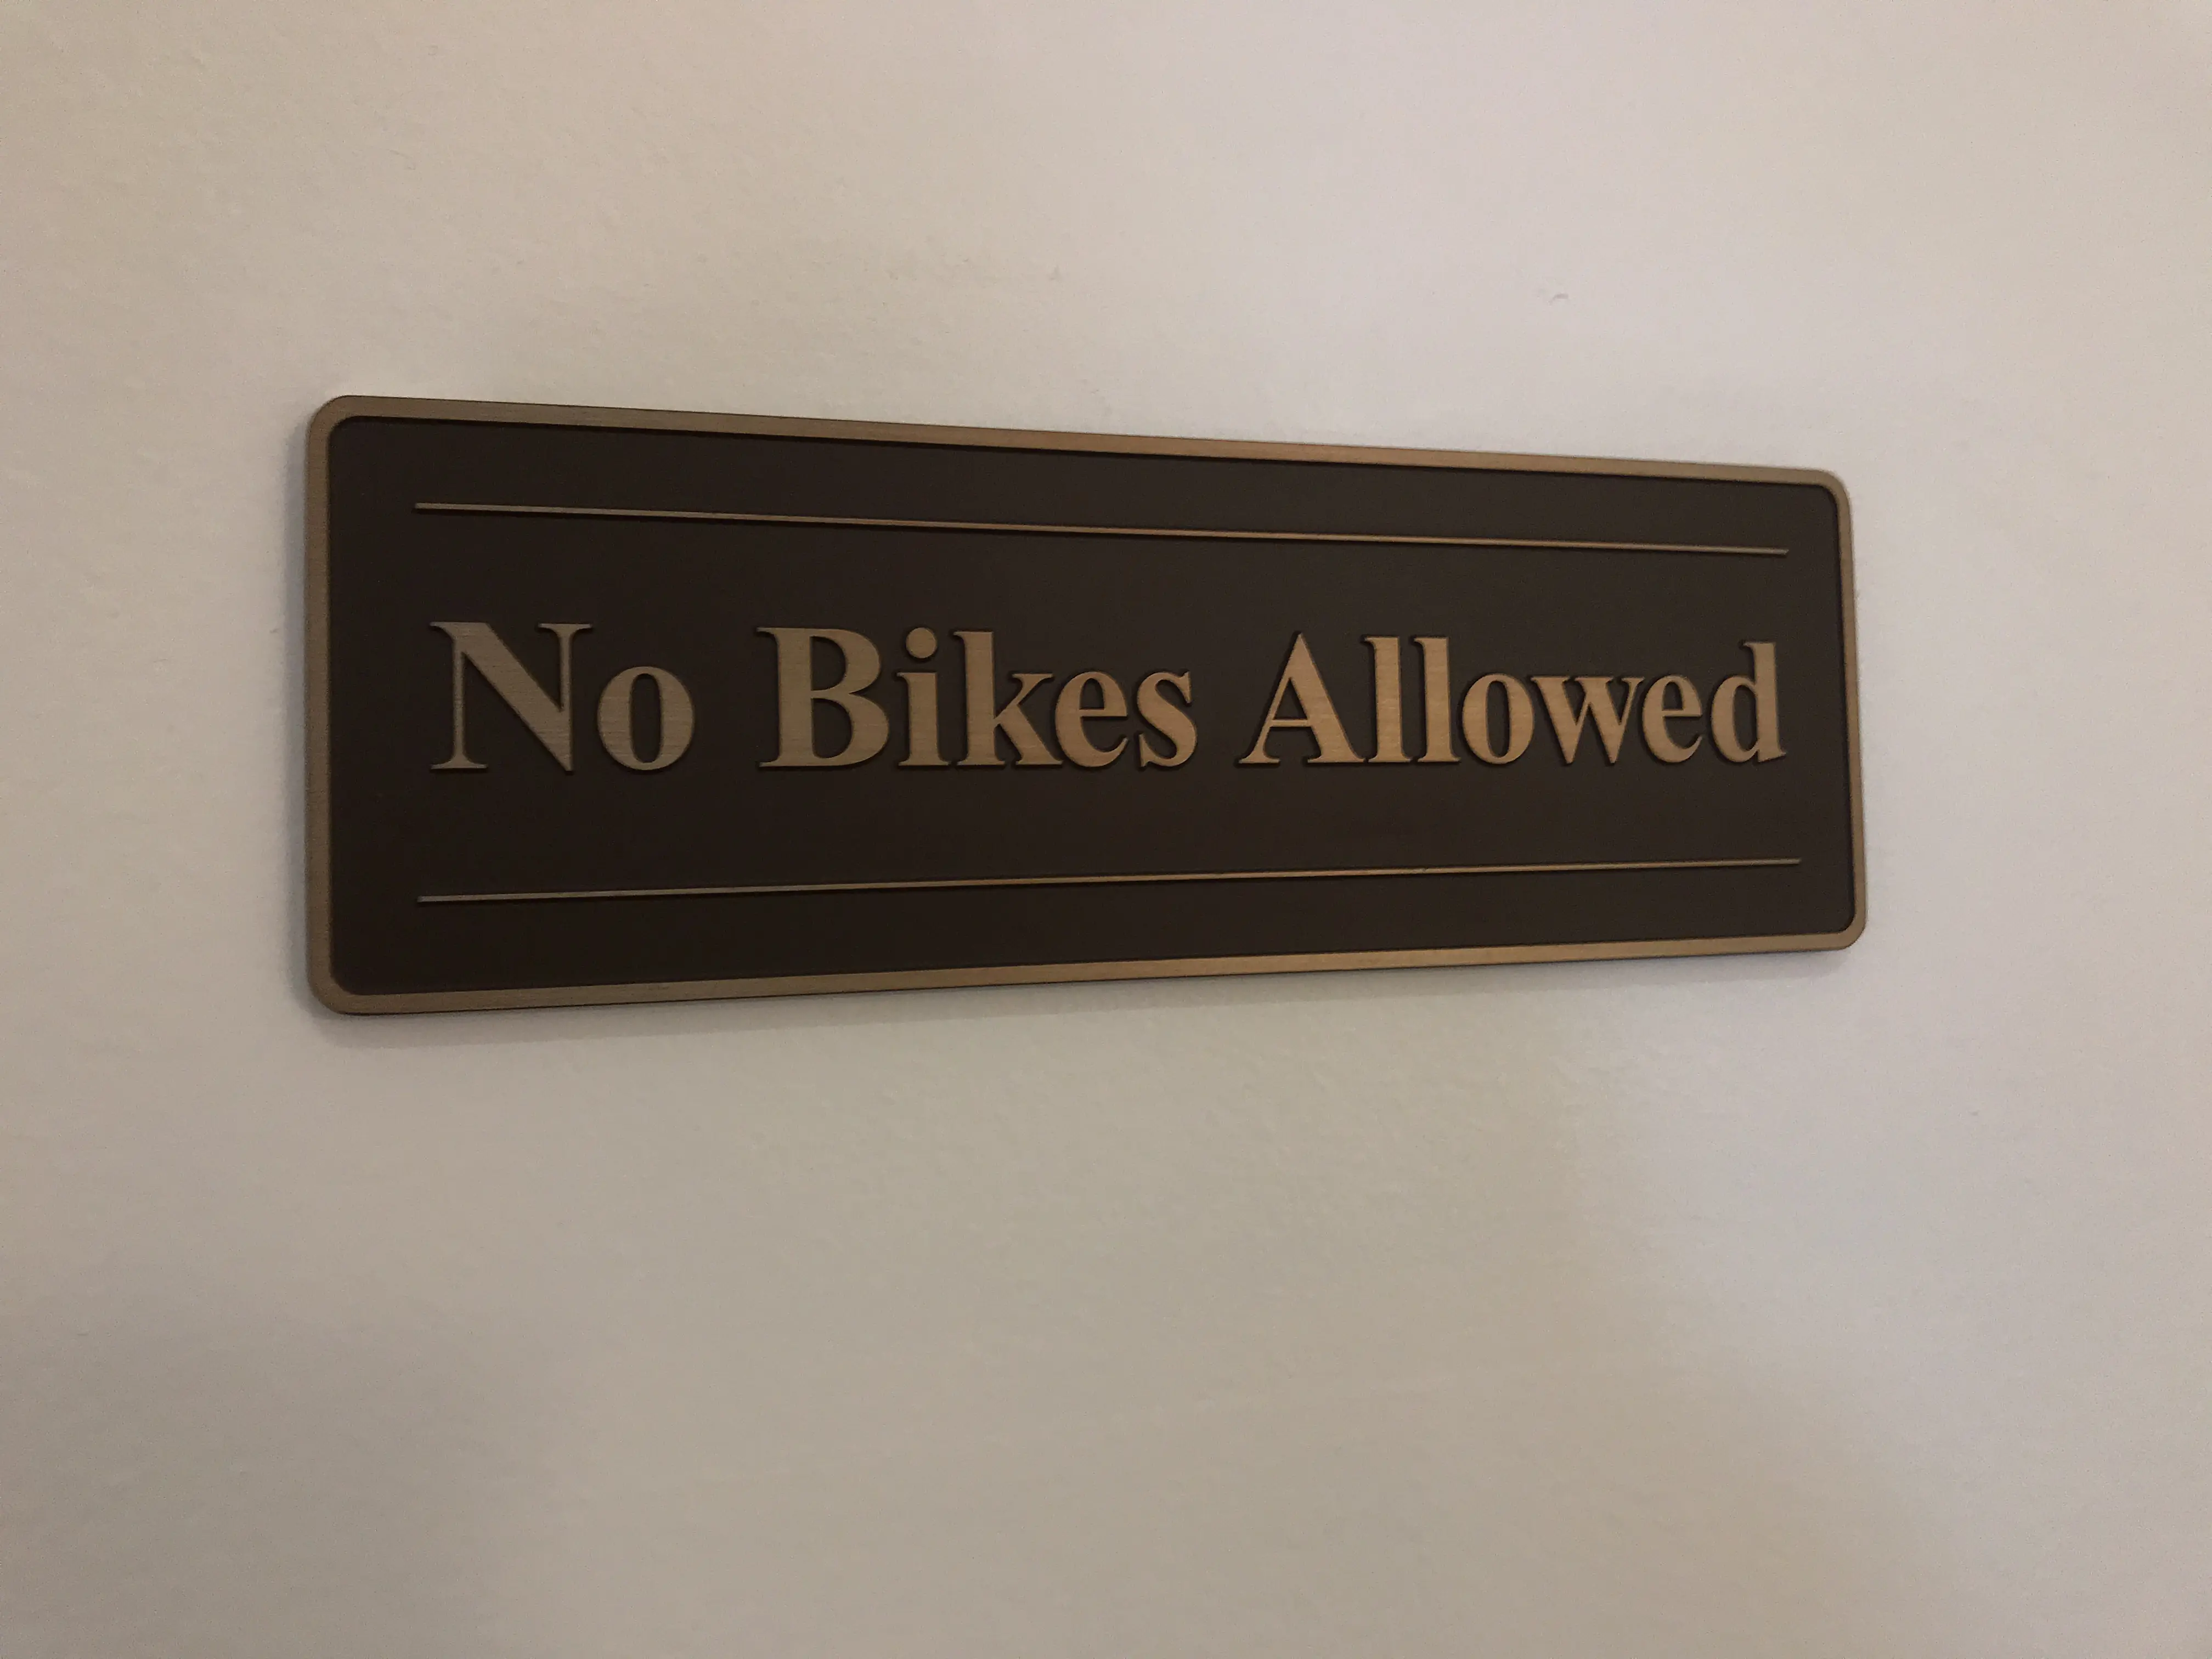 No Bikes Allowed